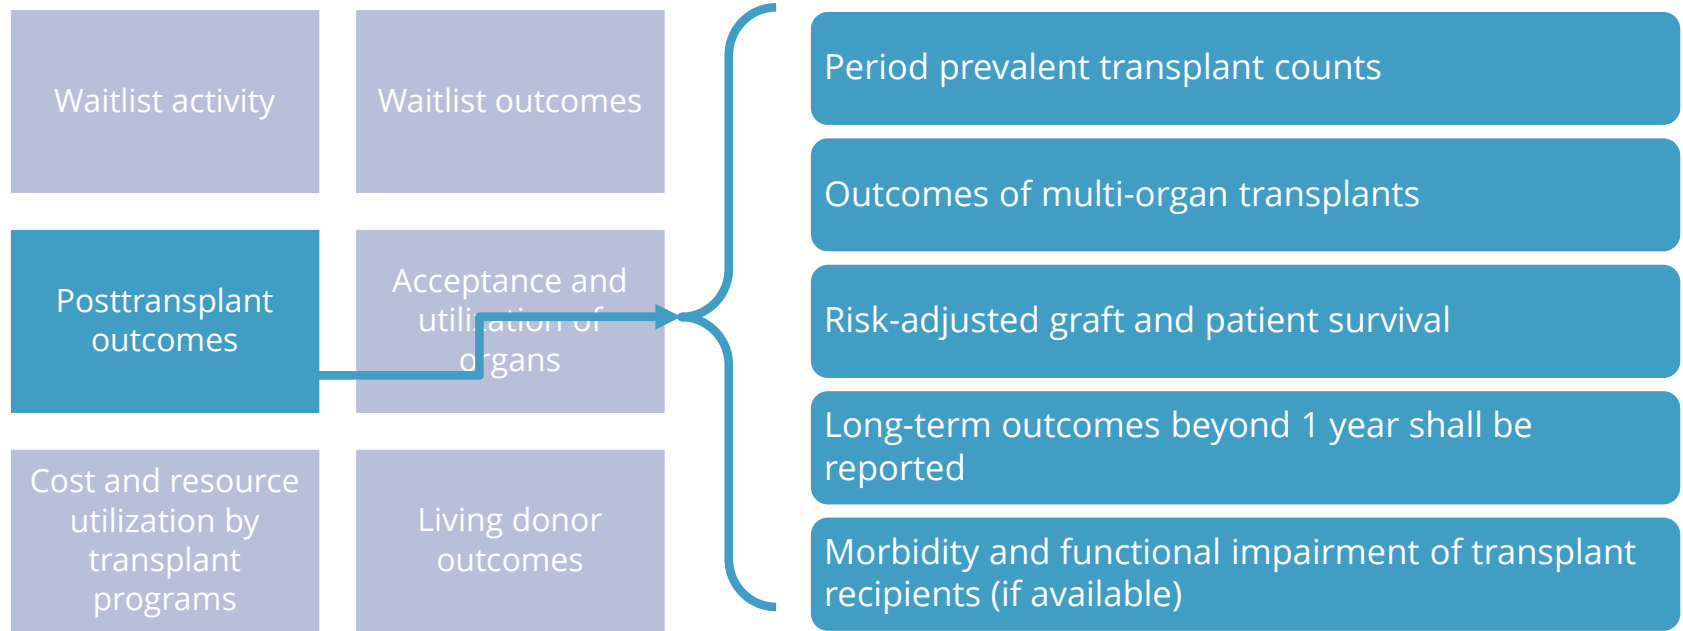 Waitlist activity
Waitlist outcomes
Posttransplant
outcomes
Acceptance and
utilization of
organs
Cost and resource
utilization by
transplant
programs
Living donor
outcomes
Period prevalent transplant counts
Outcomes of multi-organ transplants
Risk-adjusted graft and patient survival
Long-term outcomes beyond 1 year shall be
reported
Morbidity and functional impairment of transplant
recipients (if available)